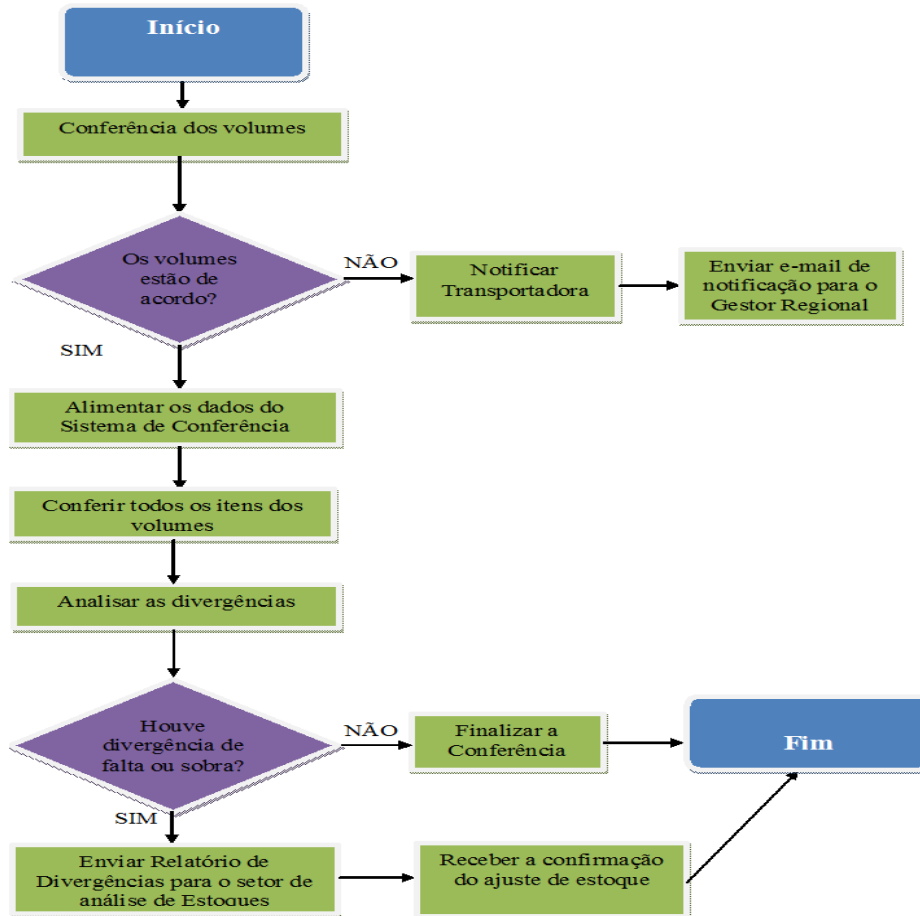 Início
Conferência dos volumes
Os volumes
estão de
acordo?
NÃO
Notificar
Transportadora
Enviar e-mail de
notificação para o
Gestor Regional
SIM
Alimentar os dados do
Sistema de Conferência
Conferir todos os itens dos
volumes
Analisar as divergências
Houve
divergência de
falta ou sobra?
NÃO
Finalizar a
Conferência
Fim
SIM
Enviar Relatório de
Divergências para o setor de
análise de Estoques
Receber a confirmação
do ajuste de estoque